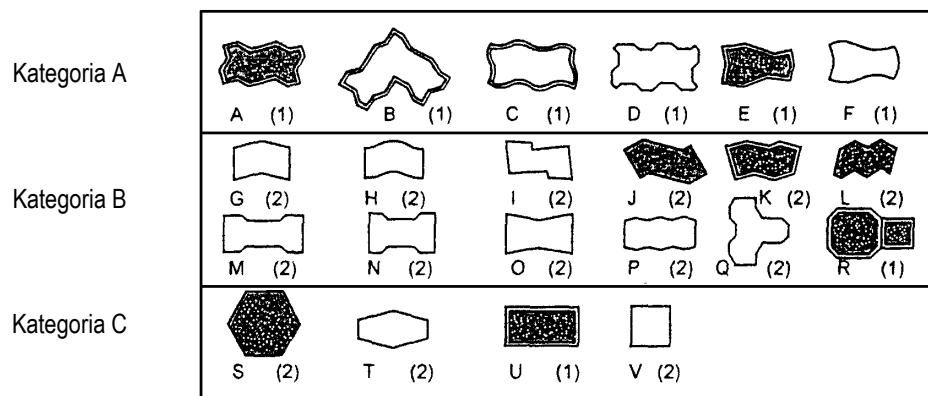 Kategoria A
A (1) B (1) C (1) D (1) E (1) F (1)
Kategoria B
G (2) H (2) I (2) J (2) K (2) L (2)
M (2) N (2) O (2) P (2) Q (2) R (1)
Kategoria C
S (2) T (2) U (1) V (2)